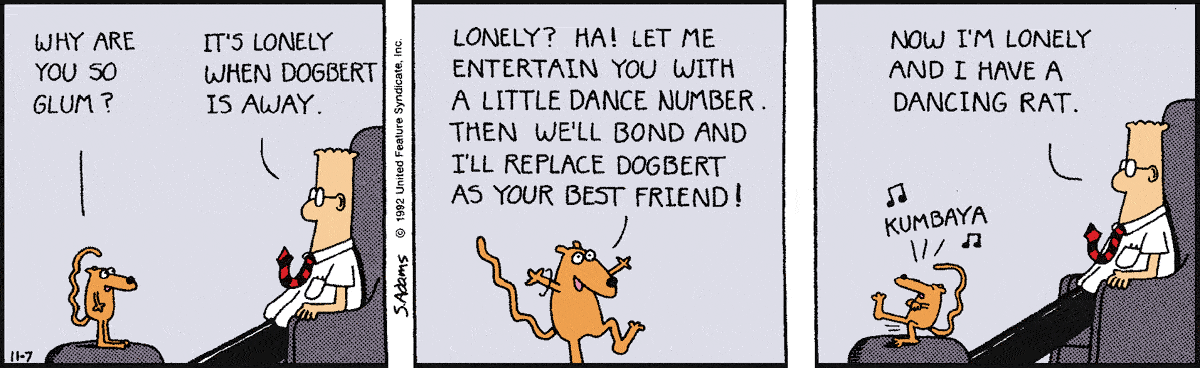 WHY ARE
YOU SO
GLUM?
IT'S LONELY
WHEN DOGBERT
IS AWAY.
11-7
© 1992 United Feature Syndicate, Inc.
S.Adams
LONELY? HA! LET ME
ENTERTAIN YOU WITH
A LITTLE DANCE NUMBER.
THEN WE'LL BOND AND
I'LL REPLACE DOGBERT
AS YOUR BEST FRIEND!
NOW I'M LONELY
AND I HAVE A
DANCING RAT.
KUMBAYA